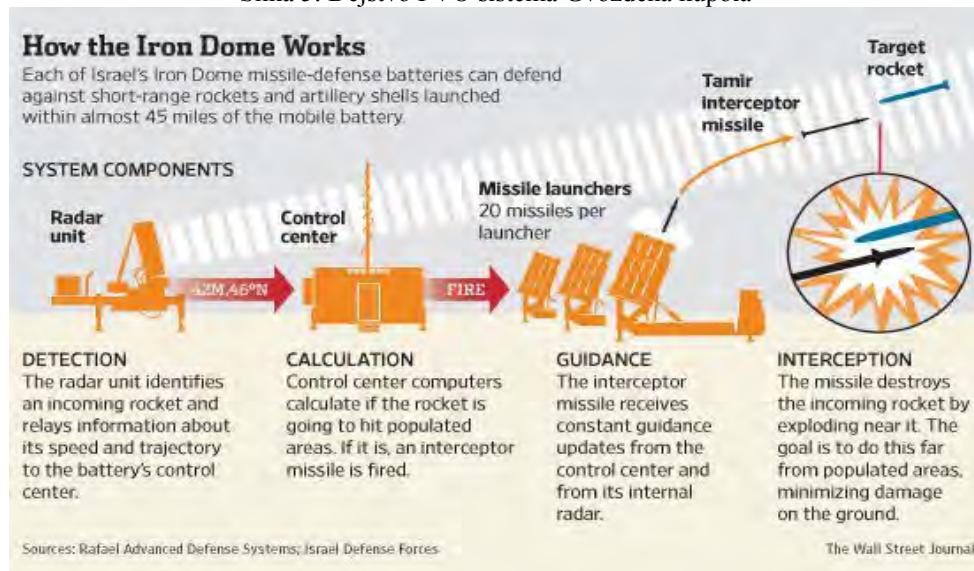 How the Iron Dome Works
Each of Israel's Iron Dome missile-defense batteries can defend
against short-range rockets and artillery shells launched
within almost 45 miles of the mobile battery.
SYSTEM COMPONENTS
Radar
unit
Control
center
Missile launchers
20 missiles per
launcher
Tamir
interceptor
missile
Target
rocket
FIRE
DETECTION
The radar unit identifies
an incoming rocket and
relays information about
its speed and trajectory
to the battery's control
center.
CALCULATION
Control center computers
calculate if the rocket is
going to hit populated
areas. If it is, an interceptor
missile is fired.
GUIDANCE
The interceptor
missile receives
constant guidance
updates from the
control center and
from its internal
radar.
INTERCEPTION
The missile destroys
the incoming rocket by
exploding near it. The
goal is to do this far
from populated areas,
minimizing damage
on the ground.
Sources: Rafael Advanced Defense Systems; Israel Defense Forces
The Wall Street Journal